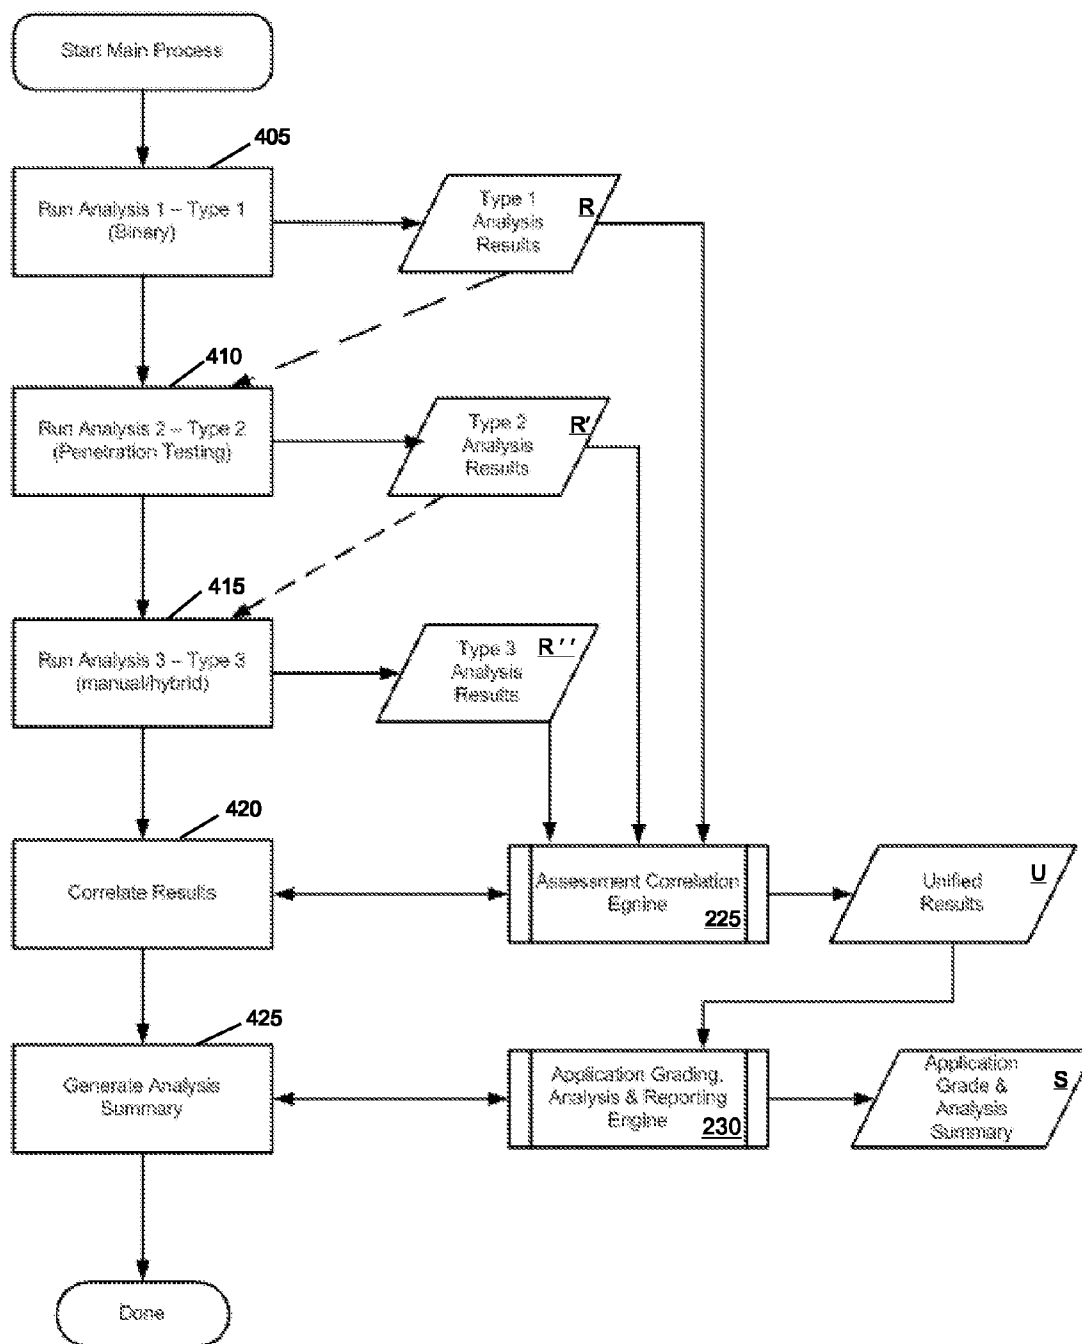 Start Main Process
405
Run Analysis 1 – Type 1
(Binary)
Type 1
Analysis
Results
R
410
Run Analysis 2 – Type 2
(Penetration Testing)
Type 2
Analysis
Results
R'
415
Run Analysis 3 – Type 3
(manual/hybrid)
Type 3
Analysis
Results
R''
420
Correlate Results
Assessment Correlation
Egnine
225
Unified
Results
U
425
Generate Analysis
Summary
Application Grading,
Analysis & Reporting
Engine
230
Application
Grade &
Analysis
Summary
S
Done